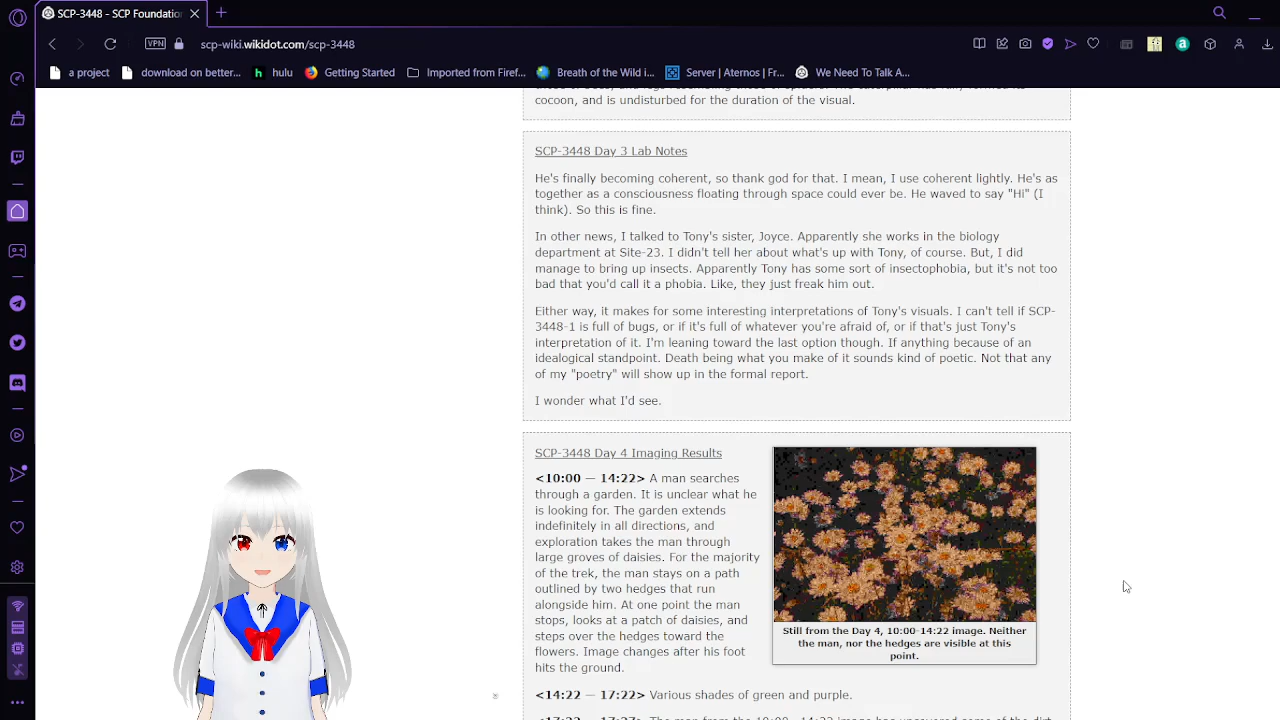 SCP-3448 - SCP Foundation
VPN
scp-wiki.wikidot.com/scp-3448
a project
download on better...
hulu
Getting Started
Imported from Firef...
Breath of the Wild i...
Server | Aternos | Fr...
We Need To Talk A...
cocoon, and is undisturbed for the duration of the visual.
SCP-3448 Day 3 Lab Notes
He's finally becoming coherent, so thank god for that. I mean, I use coherent lightly. He's as
together as a consciousness floating through space could ever be. He waved to say "Hi" (I
think). So this is fine.
In other news, I talked to Tony's sister, Joyce. Apparently she works in the biology
department at Site-23. I didn't tell her about what's up with Tony, of course. But, I did
manage to bring up insects. Apparently Tony has some sort of insectophobia, but it's not too
bad that you'd call it a phobia. Like, they just freak him out.
Either way, it makes for some interesting interpretations of Tony's visuals. I can't tell if SCP-
3448-1 is full of bugs, or if it's full of whatever you're afraid of, or if that's just Tony's
interpretation of it. I'm leaning toward the last option though. If anything because of an
idealogical standpoint. Death being what you make of it sounds kind of poetic. Not that any
of my "poetry" will show up in the formal report.
I wonder what I'd see.
SCP-3448 Day 4 Imaging Results
<10:00 — 14:22> A man searches
through a garden. It is unclear what he
is looking for. The garden extends
indefinitely in all directions, and
exploration takes the man through
large groves of daisies. For the majority
of the trek, the man stays on a path
outlined by two hedges that run
alongside him. At one point the man
stops, looks at a patch of daisies, and
steps over the hedges toward the
flowers. Image changes after his foot
hits the ground.
Still from the Day 4, 10:00-14:22 image. Neither
the man, nor the hedges are visible at this
point.
<14:22 — 17:22> Various shades of green and purple.